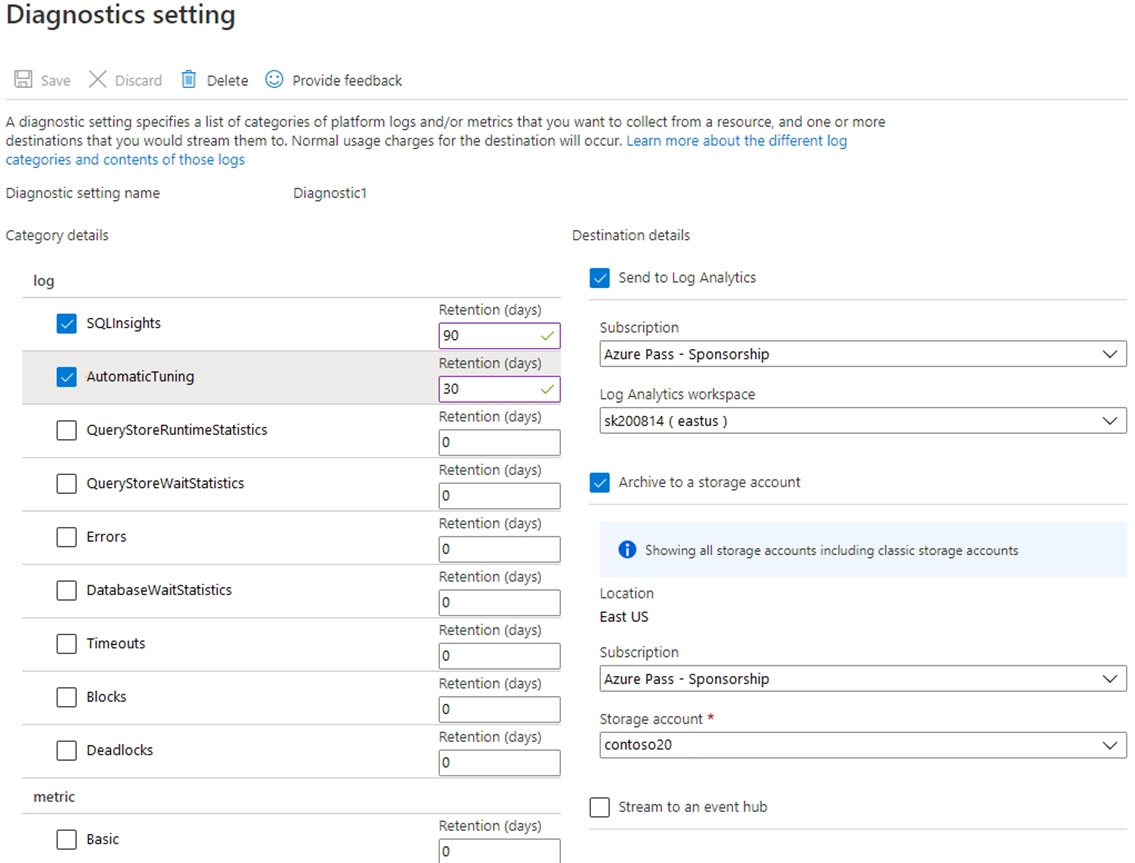 Diagnostics setting
Save Discard Delete Provide feedback
A diagnostic setting specifies a list of categories of platform logs and/or metrics that you want to collect from a resource, and one or more
destinations that you would stream them to. Normal usage charges for the destination will occur. Learn more about the different log
categories and contents of those logs
Diagnostic setting name Diagnostic1
Category details
log
SQLInsights
Retention (days)
90
AutomaticTuning
Retention (days)
30
QueryStoreRuntimeStatistics
Retention (days)
0
QueryStoreWaitStatistics
Retention (days)
0
Errors
Retention (days)
0
DatabaseWaitStatistics
Retention (days)
0
Timeouts
Retention (days)
0
Blocks
Retention (days)
0
Deadlocks
Retention (days)
0
metric
Basic
Retention (days)
0
Destination details
Send to Log Analytics
Subscription
Azure Pass - Sponsorship
Log Analytics workspace
sk200814 ( eastus )
Archive to a storage account
Showing all storage accounts including classic storage accounts
Location
East US
Subscription
Azure Pass - Sponsorship
Storage account *
contoso20
Stream to an event hub